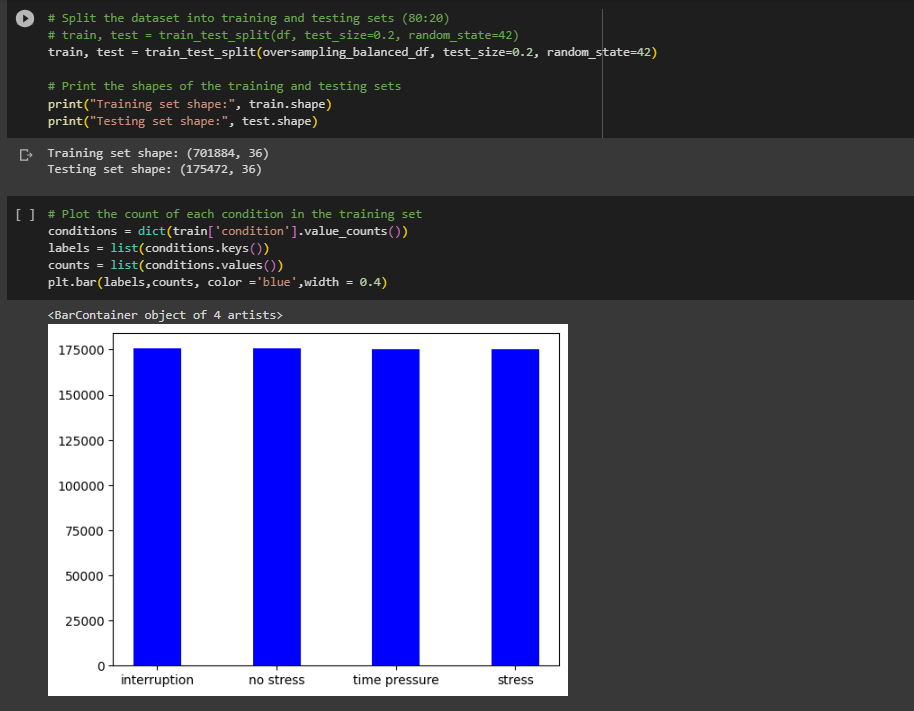 # Split the dataset into training and testing sets (80:20)
# train, test = train_test_split(df, test_size=0.2, random_state=42)
train, test = train_test_split(oversampling_balanced_df, test_size=0.2, random_state=42)
# Print the shapes of the training and testing sets
print("Training set shape:", train.shape)
print("Testing set shape:", test.shape)
Training set shape: (701884, 36)
Testing set shape: (175472, 36)
[ ] # Plot the count of each condition in the training set
conditions = dict(train['condition'].value_counts())
labels = list(conditions.keys())
counts = list(conditions.values())
plt.bar(labels,counts, color ='blue',width = 0.4)
<BarContainer object of 4 artists>
175000
150000
125000
100000
75000
50000
25000
0
interruption no stress time pressure stress